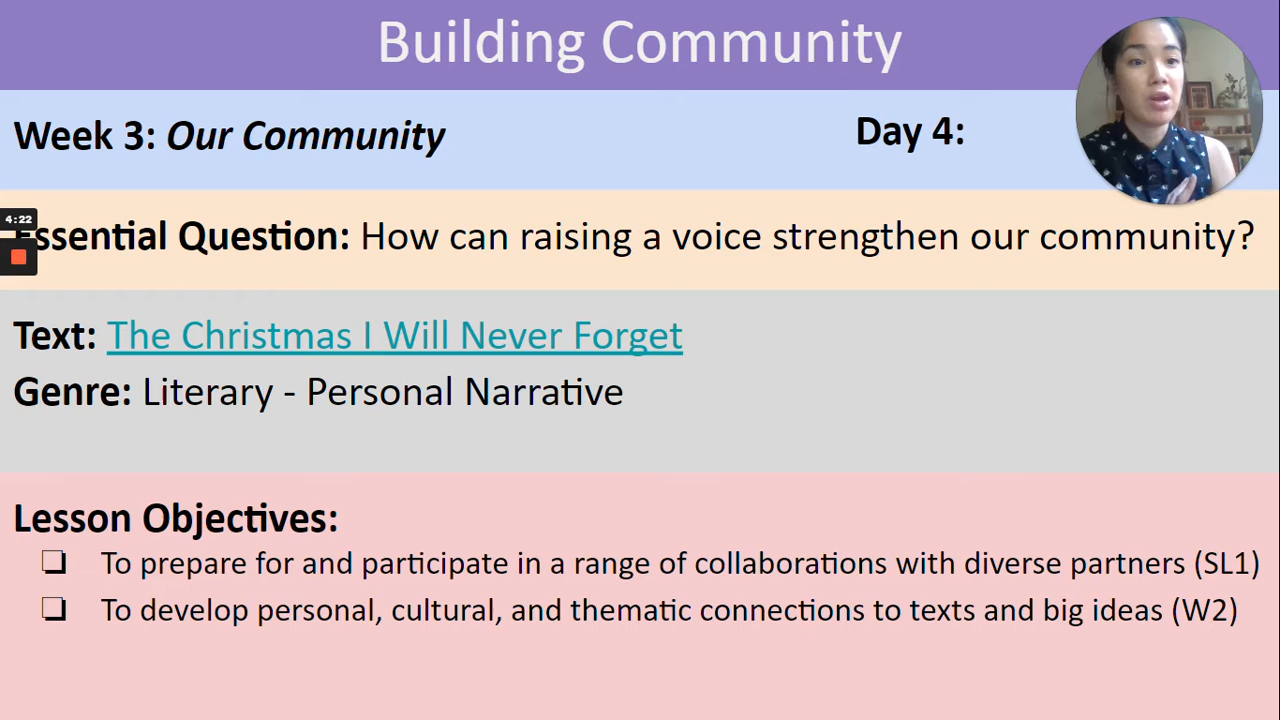 Building Community
Week 3: Our Community
Day 4:
4:22
Essential Question: How can raising a voice strengthen our community?
Text: The Christmas I Will Never Forget
Genre: Literary - Personal Narrative
Lesson Objectives:
❏ To prepare for and participate in a range of collaborations with diverse partners (SL1)
❏ To develop personal, cultural, and thematic connections to texts and big ideas (W2)